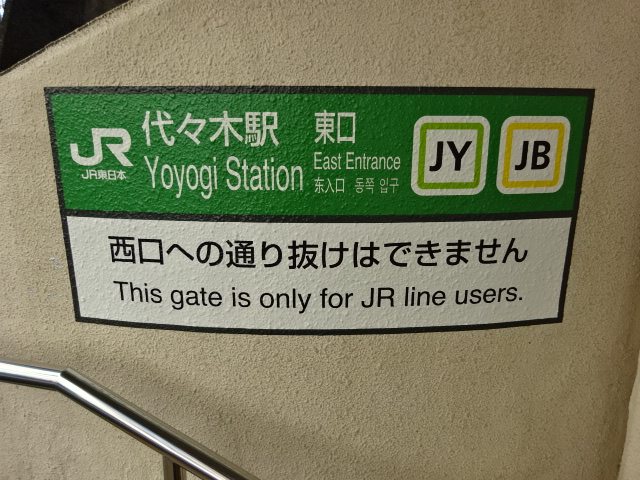 JR
JR東日本
代々木駅 東口
Yoyogi Station East Entrance
东入口 동쪽 입구
JY JB
西口への通り抜けはできません
This gate is only for JR line users.